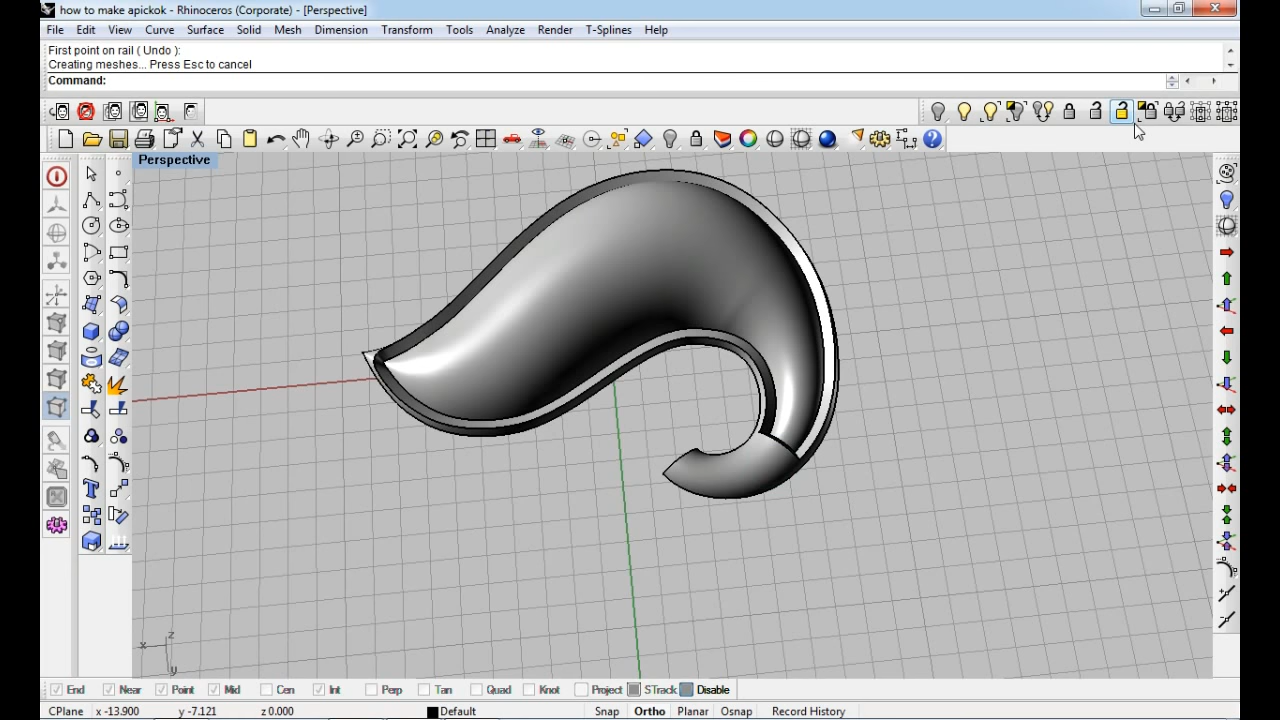 how to make apickok - Rhinoceros (Corporate) - [Perspective]
File Edit View Curve Surface Solid Mesh Dimension Transform Tools Analyze Render T-Splines Help
First point on rail ( Undo ):
Creating meshes... Press Esc to cancel
Command:
Perspective
z
x
y
End Near Point Mid Cen Int Perp Tan Quad Knot Project STrack Disable
CPlane x -13.900 y -7.121 z 0.000 Default Snap Ortho Planar Osnap Record History